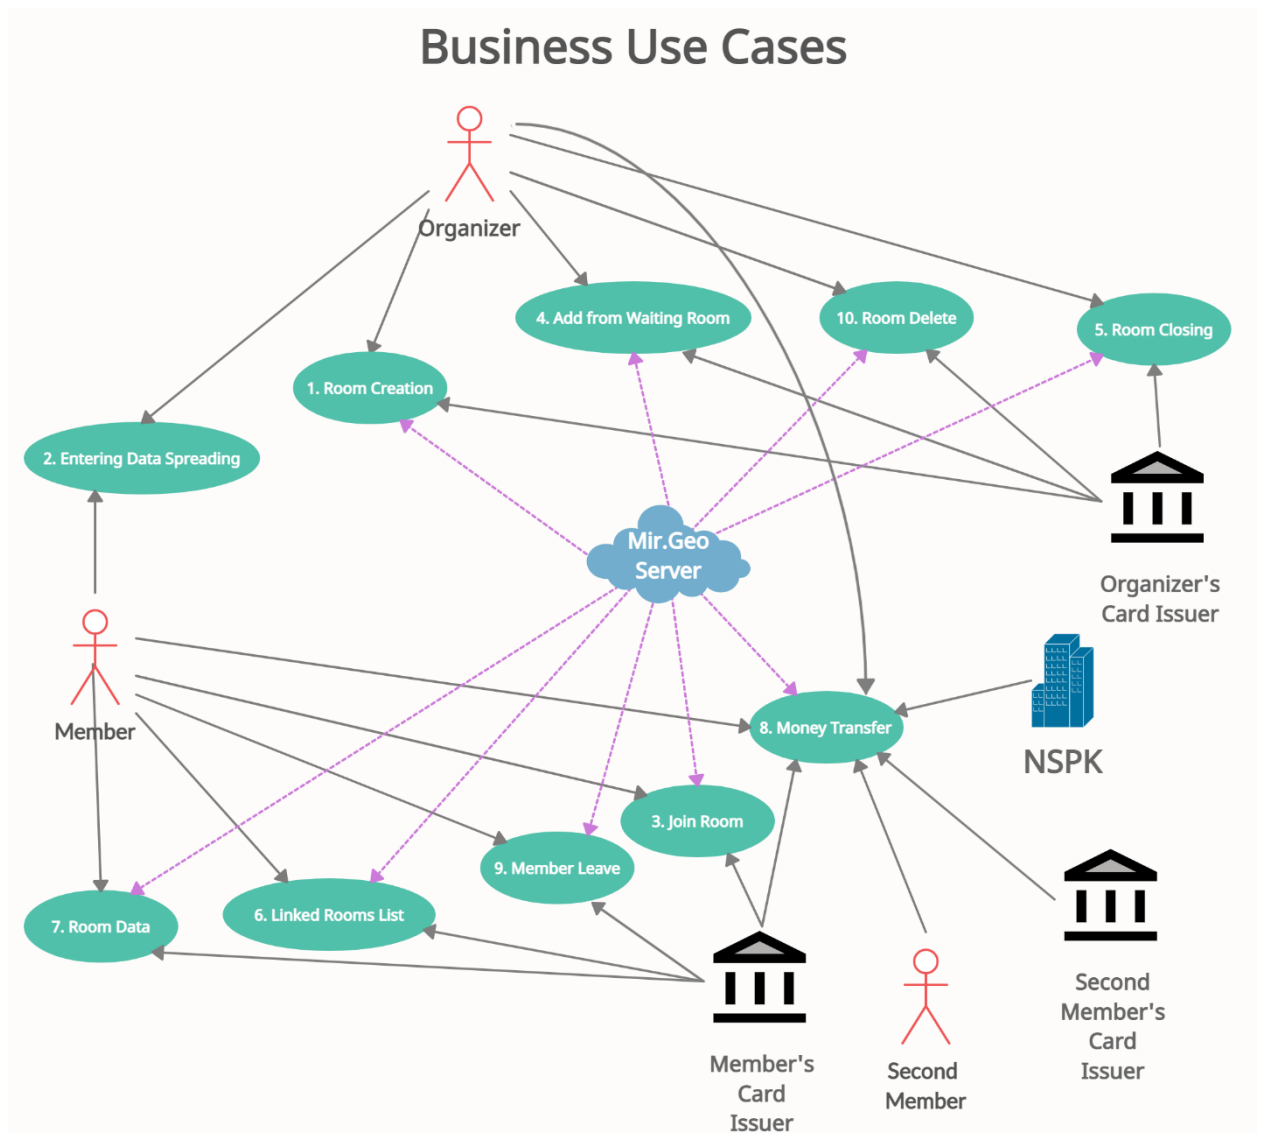 Business Use Cases
Organizer
4. Add from Waiting Room
10. Room Delete
5. Room Closing
1. Room Creation
2. Entering Data Spreading
Mir.Geo
Server
Organizer's
Card Issuer
Member
NSPK
8. Money Transfer
3. Join Room
9. Member Leave
6. Linked Rooms List
7. Room Data
Second
Member's
Card
Issuer
Member's
Card
Issuer
Second
Member